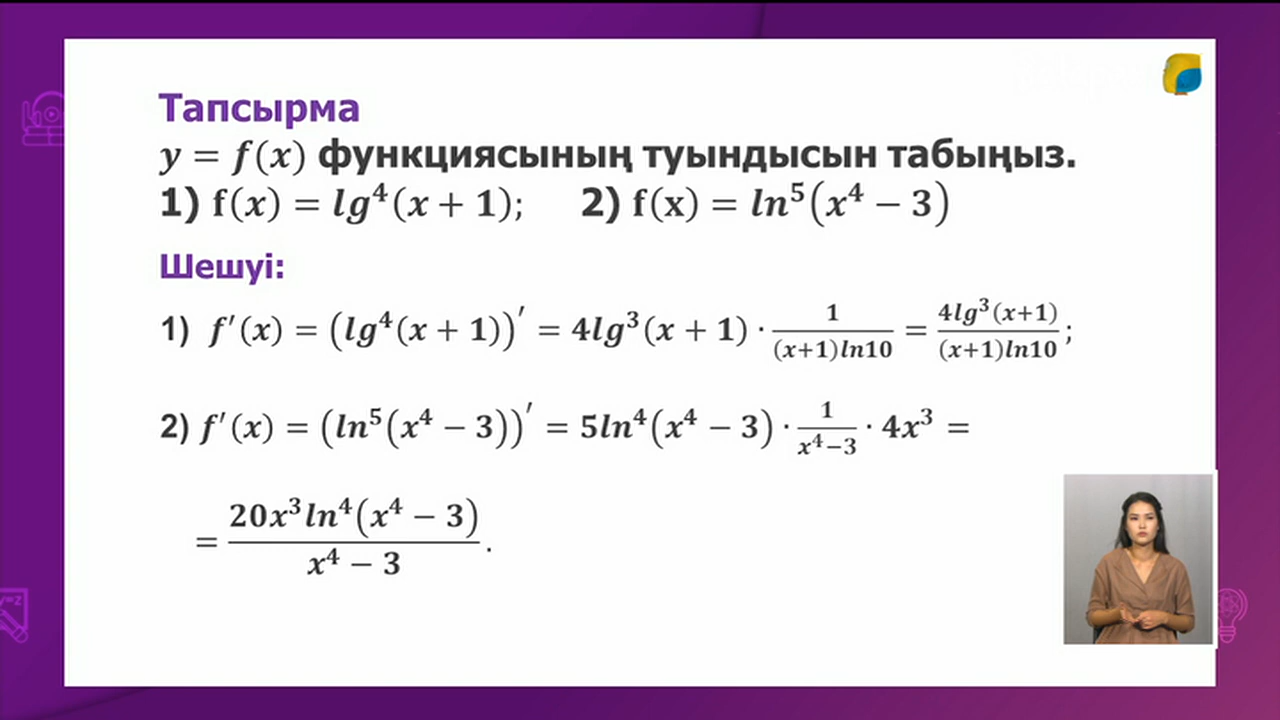 Тапсырма
y = f(x) функциясының туындысын табыңыз.
1) f(x) = lg⁴(x + 1); 2) f(x) = ln⁵(x⁴ − 3)
Шешуі:
1) f′(x) = (lg⁴(x + 1))′ = 4lg³(x + 1) · 1/((x+1)ln10) = 4lg³(x+1)/((x+1)ln10);
2) f′(x) = (ln⁵(x⁴ − 3))′ = 5ln⁴(x⁴ − 3) · 1/(x⁴−3) · 4x³ =
= 20x³ln⁴(x⁴ − 3)/(x⁴ − 3).